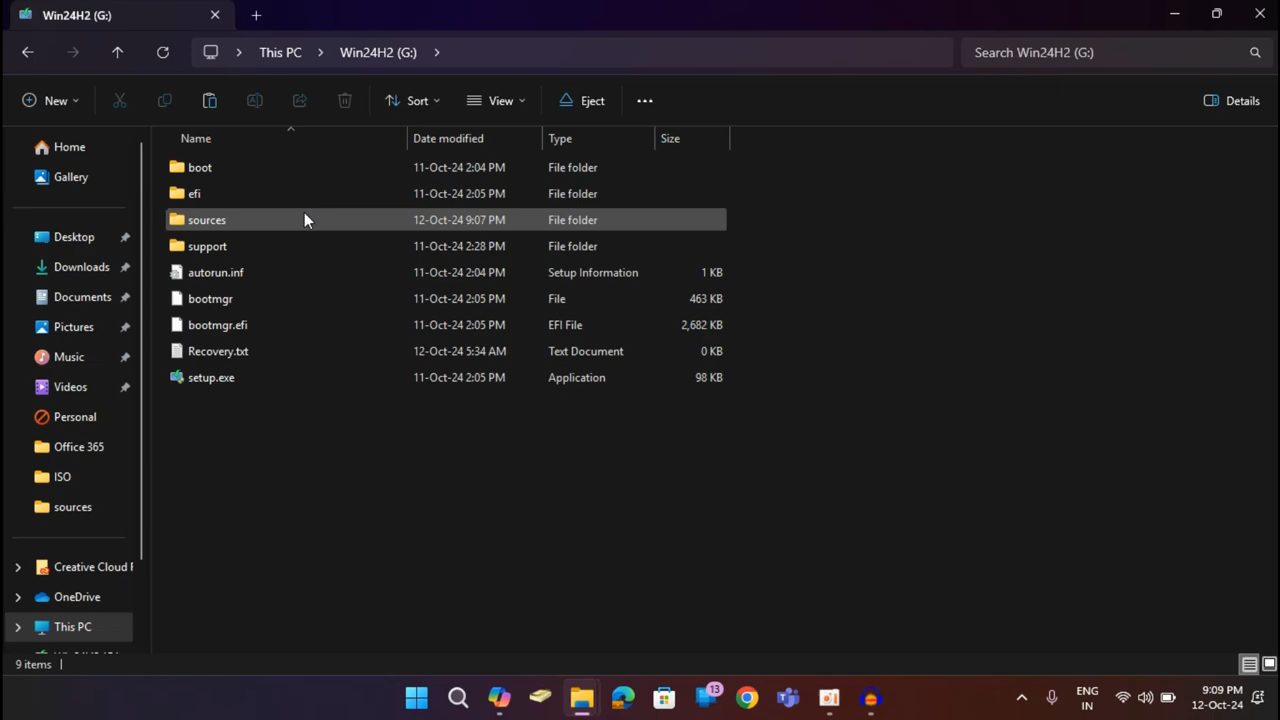 Win24H2 (G:)
This PC
Win24H2 (G:)
Search Win24H2 (G:)
New
Sort
View
Eject
Details
Name
Date modified
Type
Size
Home
Gallery
Desktop
Downloads
Documents
Pictures
Music
Videos
Personal
Office 365
ISO
sources
Creative Cloud F
OneDrive
This PC
boot 11-Oct-24 2:04 PM File folder
efi 11-Oct-24 2:05 PM File folder
sources 12-Oct-24 9:07 PM File folder
support 11-Oct-24 2:28 PM File folder
autorun.inf 11-Oct-24 2:04 PM Setup Information 1 KB
bootmgr 11-Oct-24 2:05 PM File 463 KB
bootmgr.efi 11-Oct-24 2:05 PM EFI File 2,682 KB
Recovery.txt 12-Oct-24 5:34 AM Text Document 0 KB
setup.exe 11-Oct-24 2:05 PM Application 98 KB
9 items
13
ENG
IN
9:09 PM
12-Oct-24